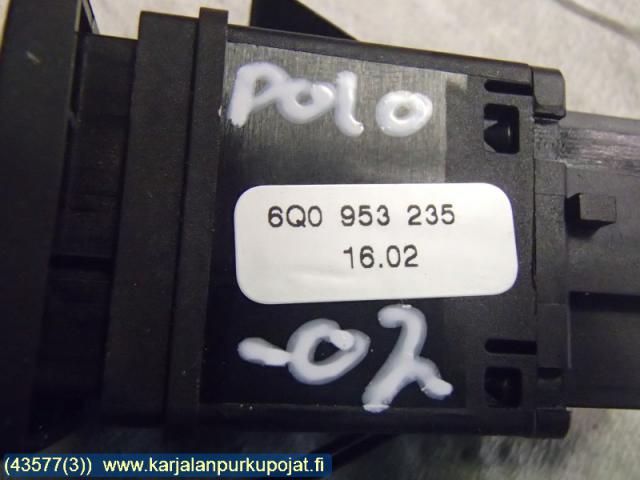 POLO
6Q0 953 235
16.02
-02
(43577(3)) www.karjalanpurkupojat.fi